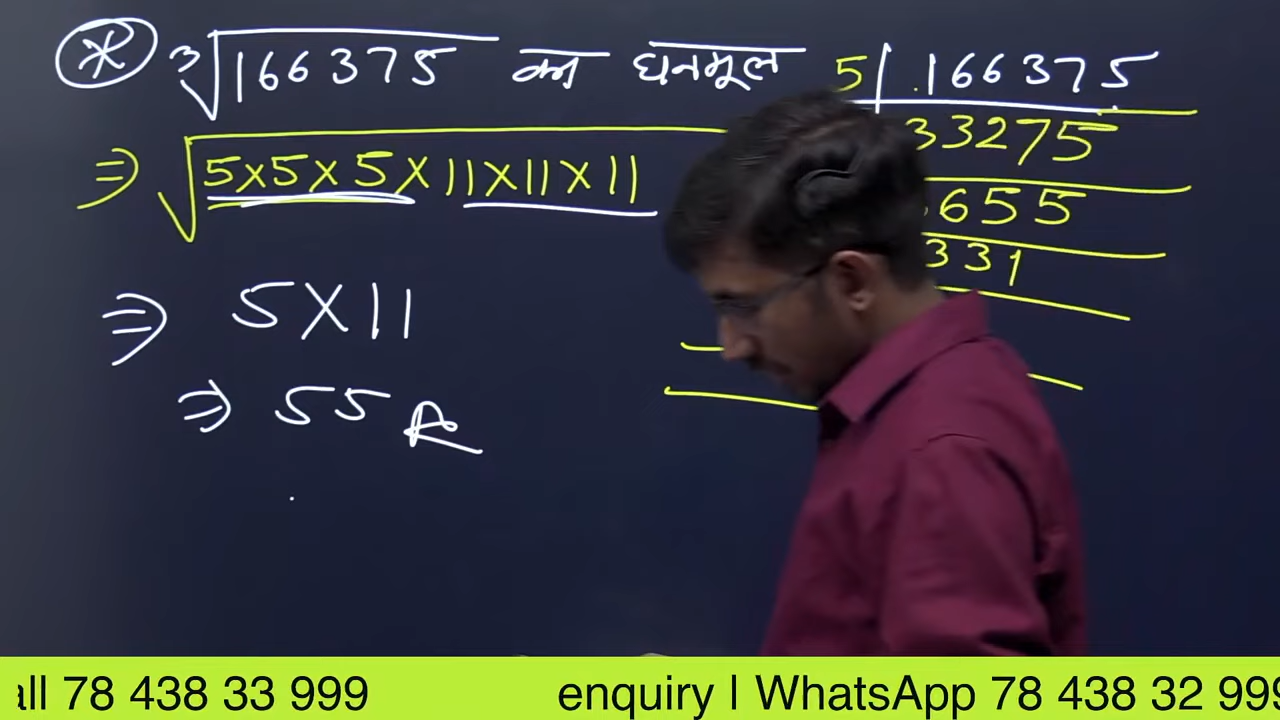 * ³√166375 का घनमूल
⇒ √5×5×5×11×11×11
⇒ 5×11
⇒ 55
5 | 166375
33275
655
331
all 78 438 33 999 enquiry | WhatsApp 78 438 32 999